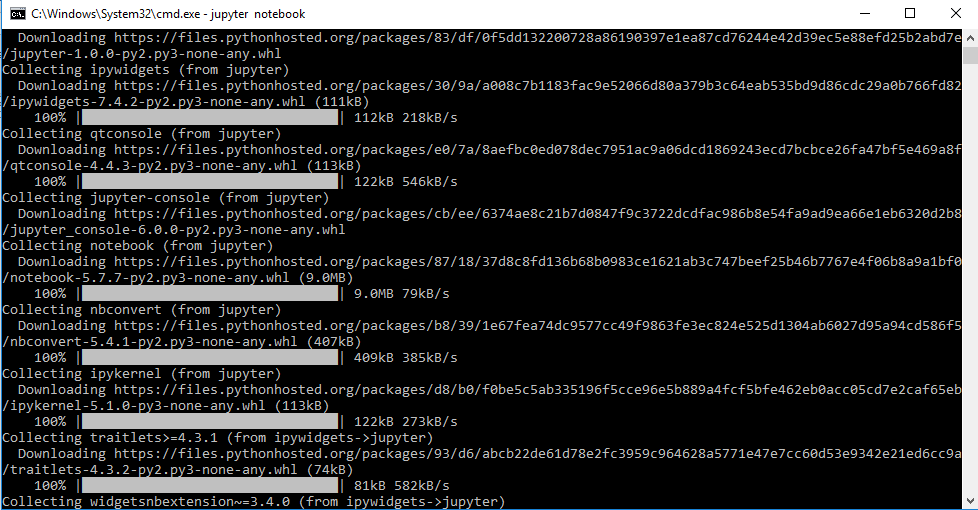 C:\Windows\System32\cmd.exe - jupyter notebook
Downloading https://files.pythonhosted.org/packages/83/df/0f5dd132200728a86190397e1ea87cd76244e42d39ec5e88efd25b2abd7e
/jupyter-1.0.0-py2.py3-none-any.whl
Collecting ipywidgets (from jupyter)
Downloading https://files.pythonhosted.org/packages/30/9a/a008c7b1183fac9e52066d80a379b3c64eab535bd9d86cdc29a0b766fd82
/ipywidgets-7.4.2-py2.py3-none-any.whl (111kB)
100% | | 112kB 218kB/s
Collecting qtconsole (from jupyter)
Downloading https://files.pythonhosted.org/packages/e0/7a/8aefbc0ed078dec7951ac9a06dcd1869243ecd7bcbce26fa47bf5e469a8f
/qtconsole-4.4.3-py2.py3-none-any.whl (113kB)
100% | | 122kB 546kB/s
Collecting jupyter-console (from jupyter)
Downloading https://files.pythonhosted.org/packages/cb/ee/6374ae8c21b7d0847f9c3722dcdfac986b8e54fa9ad9ea66e1eb6320d2b8
/jupyter_console-6.0.0-py2.py3-none-any.whl
Collecting notebook (from jupyter)
Downloading https://files.pythonhosted.org/packages/87/18/37d8c8fd136b68b0983ce1621ab3c747beef25b46b7767e4f06b8a9a1bf0
/notebook-5.7.7-py2.py3-none-any.whl (9.0MB)
100% | | 9.0MB 79kB/s
Collecting nbconvert (from jupyter)
Downloading https://files.pythonhosted.org/packages/b8/39/1e67fea74dc9577cc49f9863fe3ec824e525d1304ab6027d95a94cd586f5
/nbconvert-5.4.1-py2.py3-none-any.whl (407kB)
100% | | 409kB 385kB/s
Collecting ipykernel (from jupyter)
Downloading https://files.pythonhosted.org/packages/d8/b0/f0be5c5ab335196f5cce96e5b889a4fcf5bfe462eb0acc05cd7e2caf65eb
/ipykernel-5.1.0-py3-none-any.whl (113kB)
100% | | 122kB 273kB/s
Collecting traitlets>=4.3.1 (from ipywidgets->jupyter)
Downloading https://files.pythonhosted.org/packages/93/d6/abcb22de61d78e2fc3959c964628a5771e47e7cc60d53e9342e21ed6cc9a
/traitlets-4.3.2-py2.py3-none-any.whl (74kB)
100% | | 81kB 582kB/s
Collecting widgetsnbextension~=3.4.0 (from ipywidgets->jupyter)